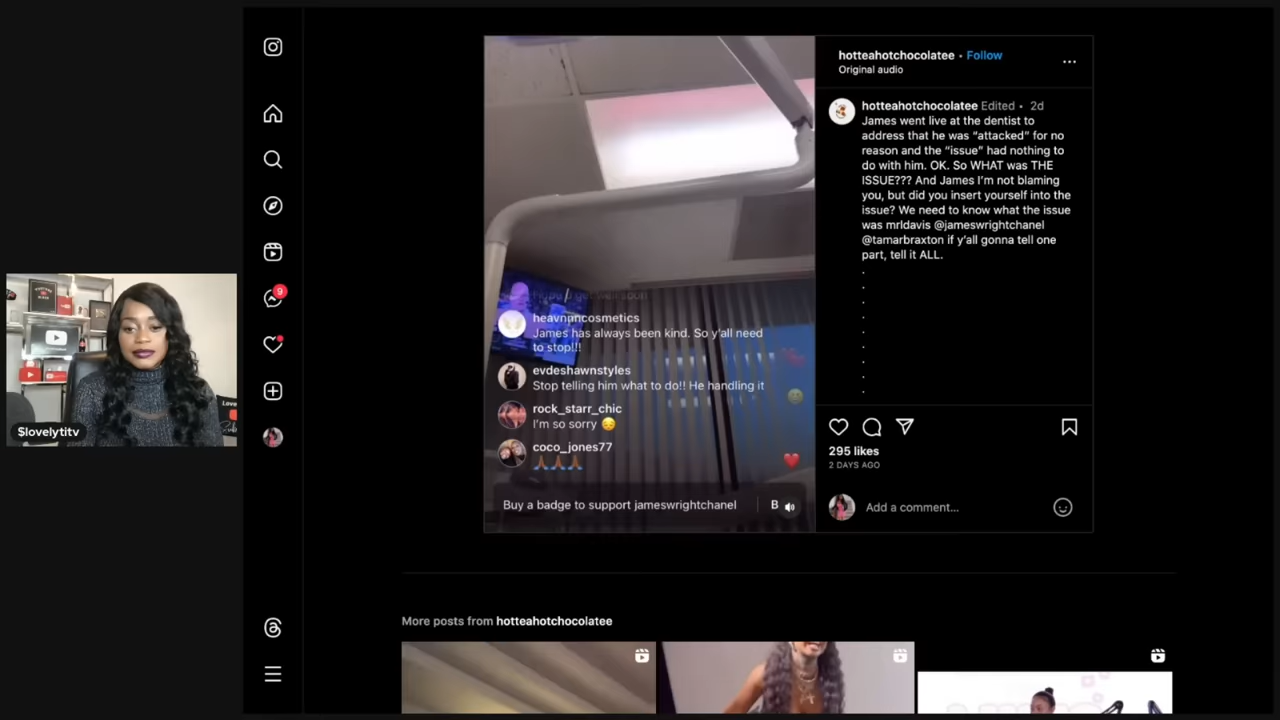 hotteahotchocolatee • Follow
Original audio
hotteahotchocolatee Edited • 2d
James went live at the dentist to
address that he was “attacked” for no
reason and the “issue” had nothing to
do with him. OK. So WHAT was THE
ISSUE??? And James I’m not blaming
you, but did you insert yourself into the
issue? We need to know what the issue
was mrldavis @jameswrightchanel
@tamarbraxton if y’all gonna tell one
part, tell it ALL.
.
.
.
.
.
.
.
.
.
heavnnncosmetics
James has always been kind. So y’all need
to stop!!!
evdeshawnstyles
Stop telling him what to do!! He handling it
rock_starr_chic
I’m so sorry 😔
coco_jones77
🙏🏾🙏🏾🙏🏾
Buy a badge to support jameswrightchanel
B
295 likes
2 DAYS AGO
Add a comment...
9
$lovelytitv
More posts from hotteahotchocolatee